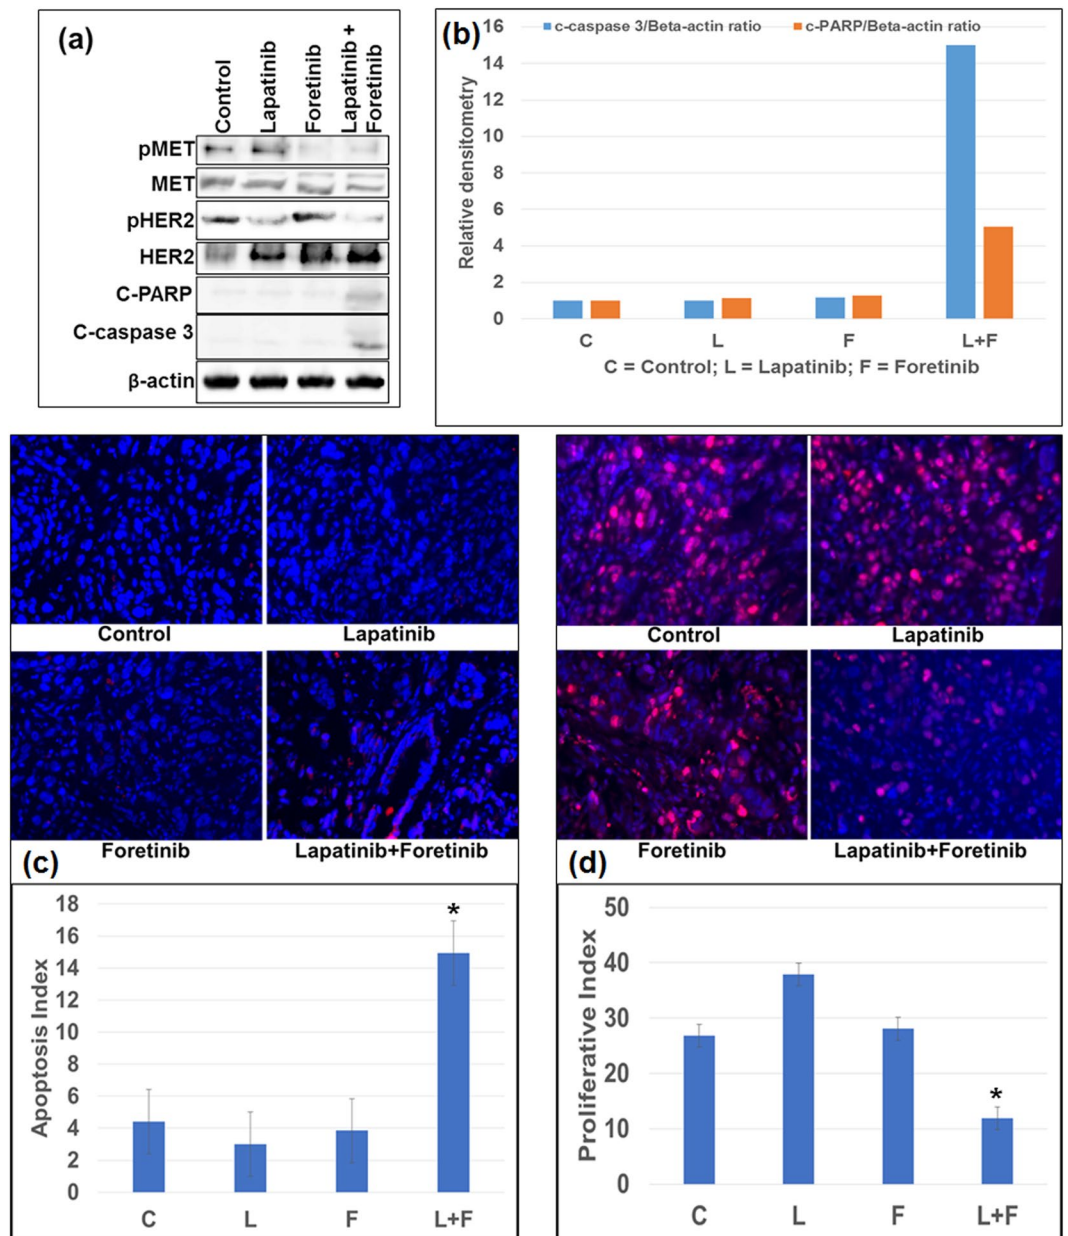 (a)
Control
Lapatinib
Foretinib
Lapatinib +
Foretinib
pMET
MET
pHER2
HER2
C-PARP
C-caspase 3
β-actin
(b)
c-caspase 3/Beta-actin ratio
c-PARP/Beta-actin ratio
Relative densitometry
16
14
12
10
8
6
4
2
0
C
L
F
L+F
C = Control; L = Lapatinib; F = Foretinib
Control
Lapatinib
Foretinib
Lapatinib+Foretinib
(c)
Apoptosis Index
18
16
14
12
10
8
6
4
2
0
*
C
L
F
L+F
Control
Lapatinib
Foretinib
Lapatinib+Foretinib
(d)
Proliferative Index
50
40
30
20
10
0
*
C
L
F
L+F